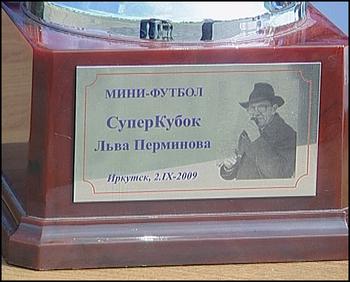 МИНИ-ФУТБОЛ
СуперКубок
Льва Перминова
Иркутск, 2.IX-2009